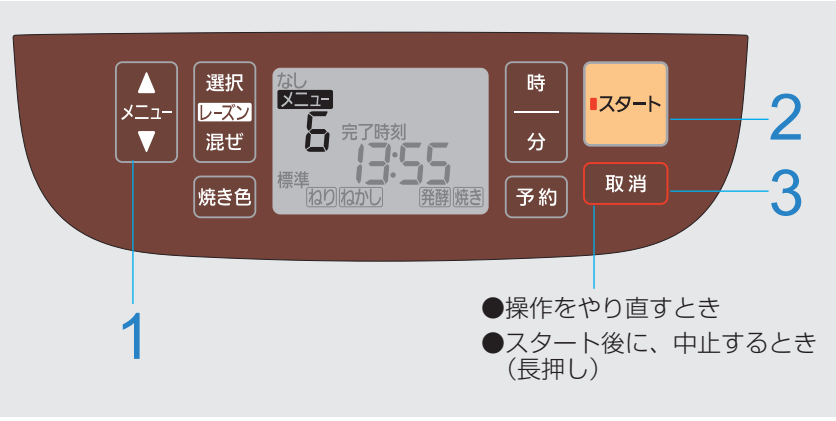 ▲
メニュー
▼
選択
レーズン
混ぜ
焼き色
なし
メニュー
6
完了時刻
13:55
標準
ねり ねかし 発酵 焼き
時
分
予約
スタート
取消
1
2
3
●操作をやり直すとき
●スタート後に、中止するとき
(長押し)